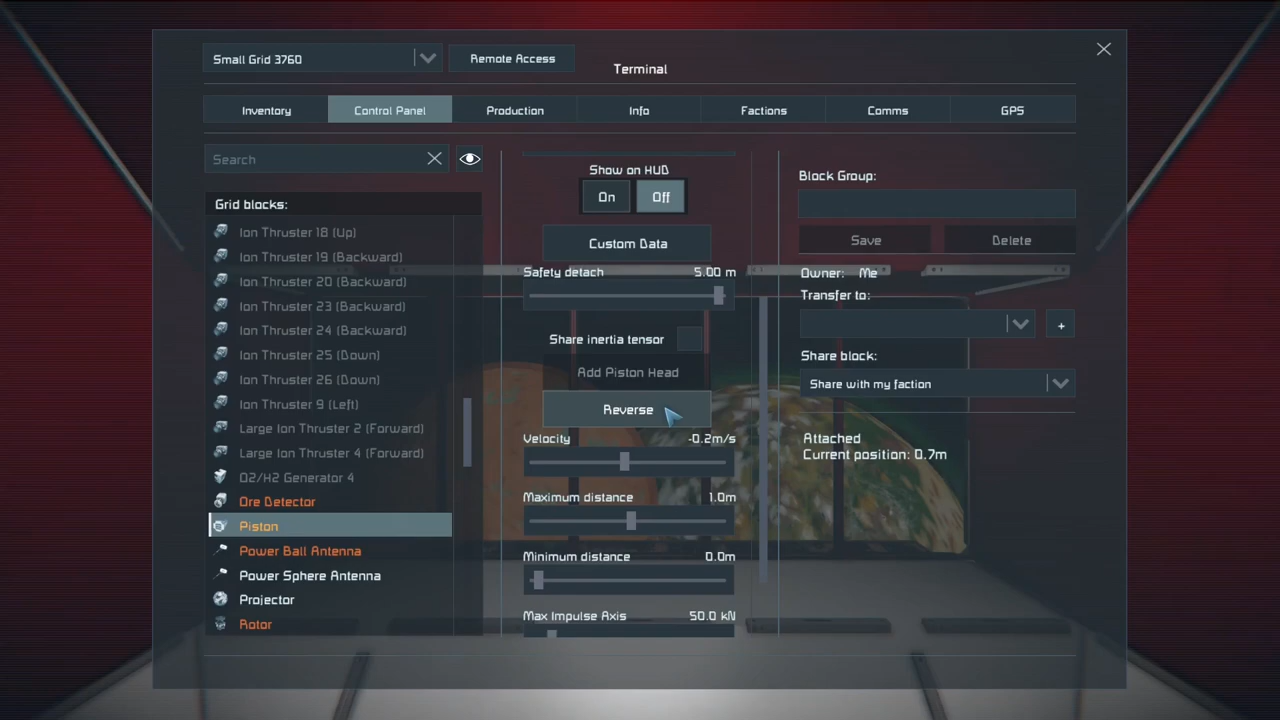 Small Grid 3760
Remote Access
Terminal
Inventory
Control Panel
Production
Info
Factions
Comms
GPS
Search
Grid blocks:
Ion Thruster 18 (Up)
Ion Thruster 19 (Backward)
Ion Thruster 20 (Backward)
Ion Thruster 23 (Backward)
Ion Thruster 24 (Backward)
Ion Thruster 25 (Down)
Ion Thruster 26 (Down)
Ion Thruster 9 (Left)
Large Ion Thruster 2 (Forward)
Large Ion Thruster 4 (Forward)
O2/H2 Generator 4
Ore Detector
Piston
Power Ball Antenna
Power Sphere Antenna
Projector
Rotor
Show on HUD
On Off
Custom Data
Safety detach 5.00 m
Share inertia tensor
Add Piston Head
Reverse
Velocity -0.2m/s
Maximum distance 1.0m
Minimum distance 0.0m
Max Impulse Axis 50.0 kN
Block Group:
Save Delete
Owner: Me
Transfer to:
+
Share block:
Share with my faction
Attached
Current position: 0.7m